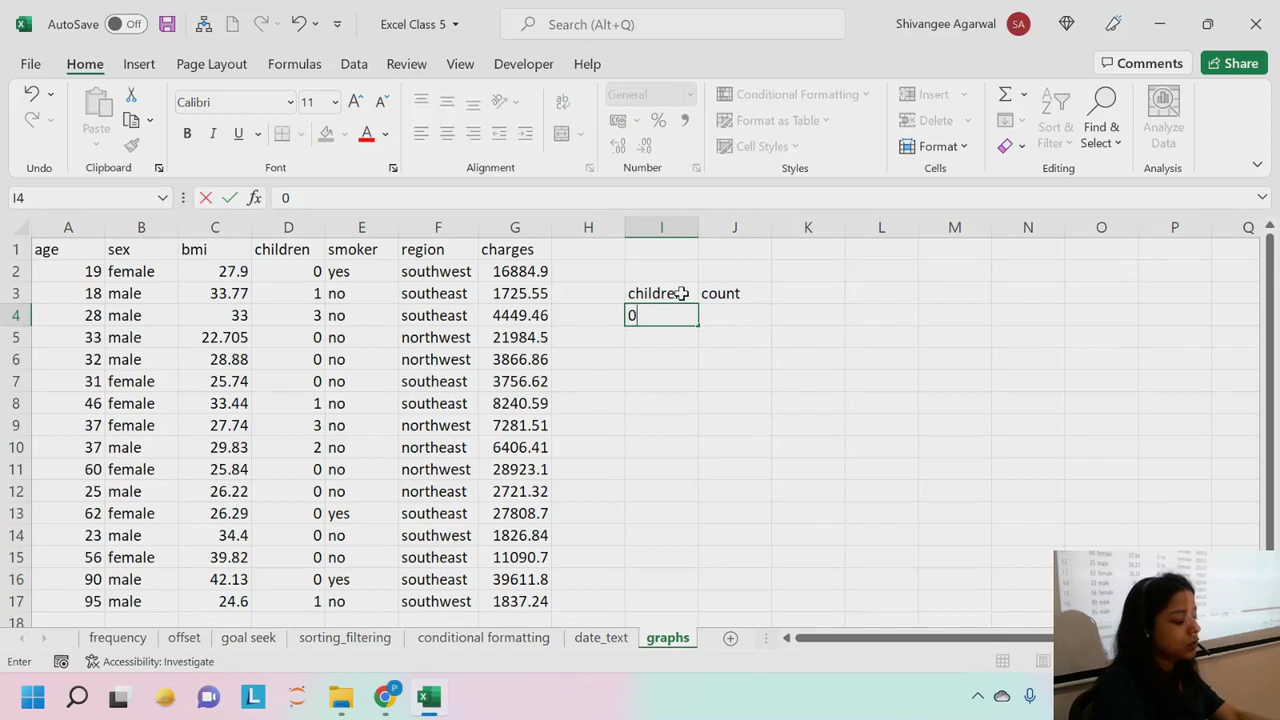 AutoSave Off Excel Class 5 Search (Alt+Q) Shivangee Agarwal SA
File Home Insert Page Layout Formulas Data Review View Developer Help Comments Share
Calibri 11 General Conditional Formatting Insert
Paste B I U Format as Table Delete Sort & Filter Find & Select Analyze Data
Cell Styles Format
Undo Clipboard Font Alignment Number Styles Cells Editing Analysis
I4 fx 0
A B C D E F G H I J K L M N O P Q
1 age sex bmi children smoker region charges
2 19 female 27.9 0 yes southwest 16884.9
3 18 male 33.77 1 no southeast 1725.55 children count
4 28 male 33 3 no southeast 4449.46 0
5 33 male 22.705 0 no northwest 21984.5
6 32 male 28.88 0 no northwest 3866.86
7 31 female 25.74 0 no southeast 3756.62
8 46 female 33.44 1 no southeast 8240.59
9 37 female 27.74 3 no northwest 7281.51
10 37 male 29.83 2 no northeast 6406.41
11 60 female 25.84 0 no northwest 28923.1
12 25 male 26.22 0 no northeast 2721.32
13 62 female 26.29 0 yes southeast 27808.7
14 23 male 34.4 0 no southwest 1826.84
15 56 female 39.82 0 no southeast 11090.7
16 90 male 42.13 0 yes southeast 39611.8
17 95 male 24.6 1 no southwest 1837.24
18
frequency offset goal seek sorting_filtering conditional formatting date_text graphs
Enter Accessibility: Investigate